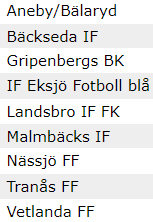 Aneby/Bälaryd
Bäckseda IF
Gripenbergs BK
IF Eksjö Fotboll blå
Landsbro IF FK
Malmbäcks IF
Nässjö FF
Tranås FF
Vetlanda FF